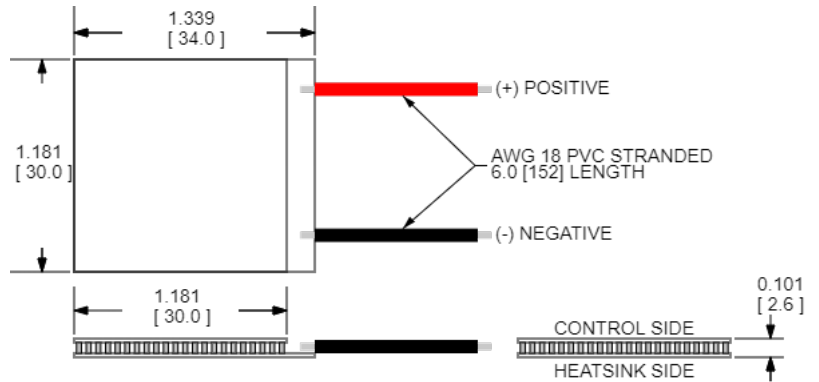 1.339
[ 34.0 ]
(+) POSITIVE
1.181
[ 30.0 ]
AWG 18 PVC STRANDED
6.0 [152] LENGTH
(-) NEGATIVE
1.181
[ 30.0 ]
0.101
[ 2.6 ]
CONTROL SIDE
HEATSINK SIDE